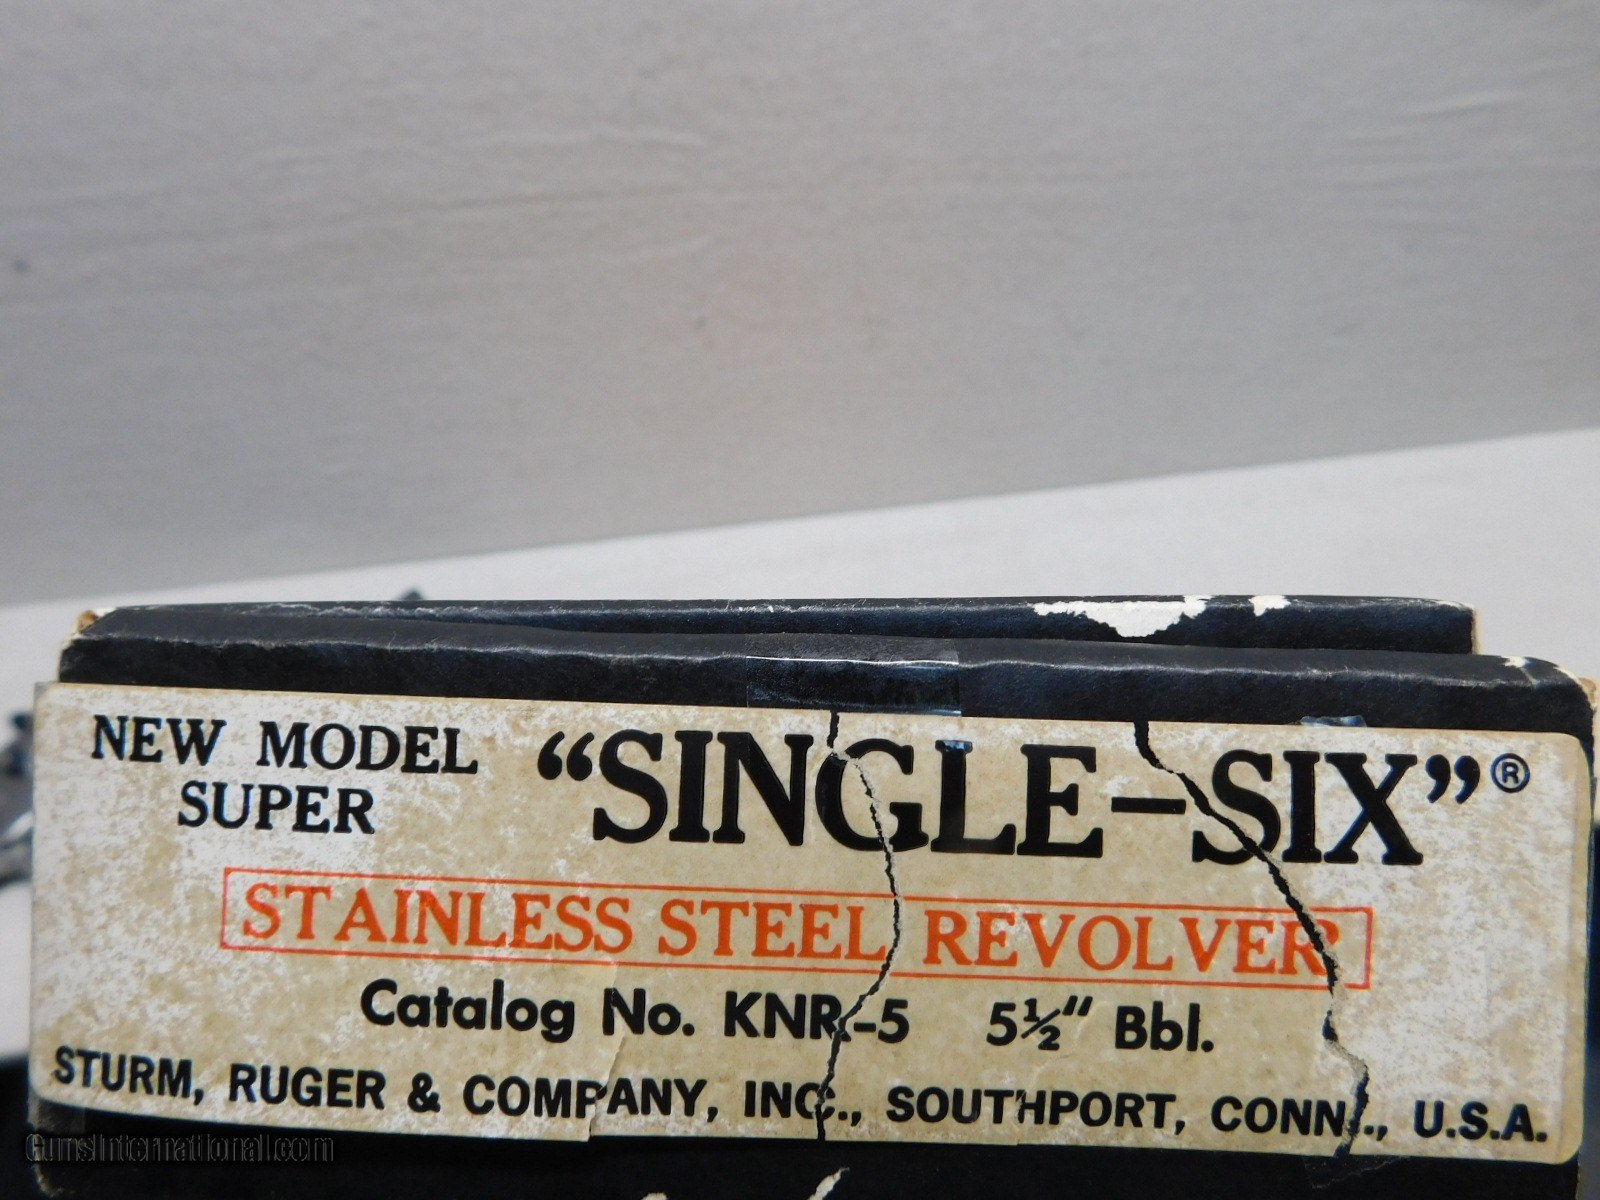 NEW MODEL
SUPER
“SINGLE-SIX”®
STAINLESS STEEL REVOLVER
Catalog No. KNR-5 5½" Bbl.
STURM, RUGER & COMPANY, INC., SOUTHPORT, CONN., U.S.A.
GunsInternational.com